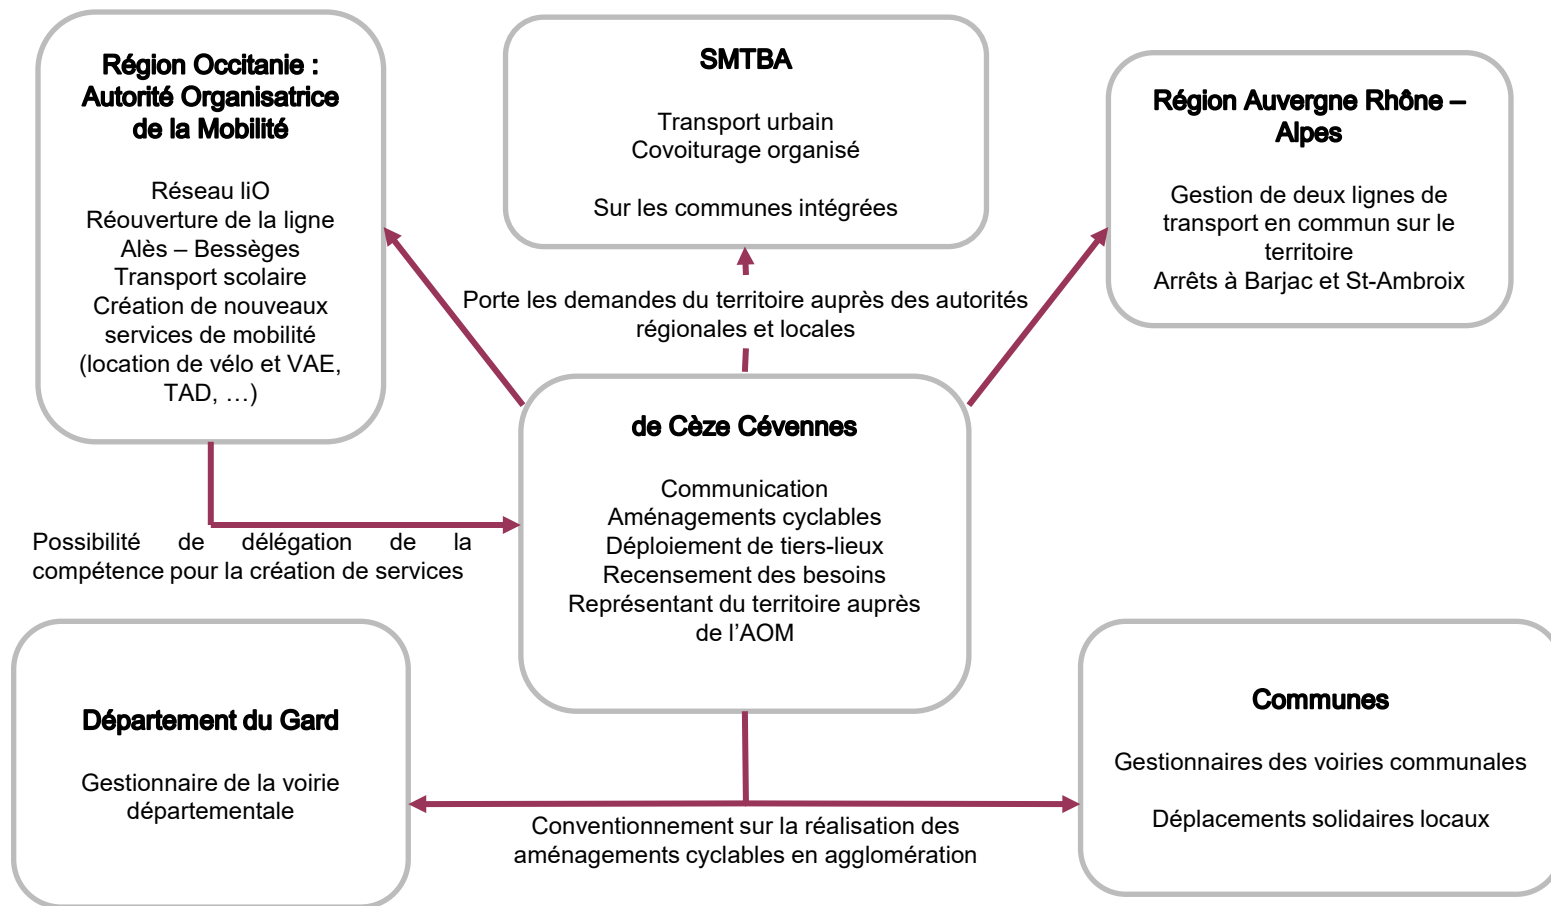 Région Occitanie :
Autorité Organisatrice
de la Mobilité
Réseau liO
Réouverture de la ligne
Alès – Bessèges
Transport scolaire
Création de nouveaux
services de mobilité
(location de vélo et VAE,
TAD, …)
SMTBA
Transport urbain
Covoiturage organisé
Sur les communes intégrées
Région Auvergne Rhône –
Alpes
Gestion de deux lignes de
transport en commun sur le
territoire
Arrêts à Barjac et St-Ambroix
Porte les demandes du territoire auprès des autorités
régionales et locales
de Cèze Cévennes
Communication
Aménagements cyclables
Déploiement de tiers-lieux
Recensement des besoins
Représentant du territoire auprès
de l’AOM
Possibilité de délégation de la
compétence pour la création de services
Département du Gard
Gestionnaire de la voirie
départementale
Communes
Gestionnaires des voiries communales
Déplacements solidaires locaux
Conventionnement sur la réalisation des
aménagements cyclables en agglomération